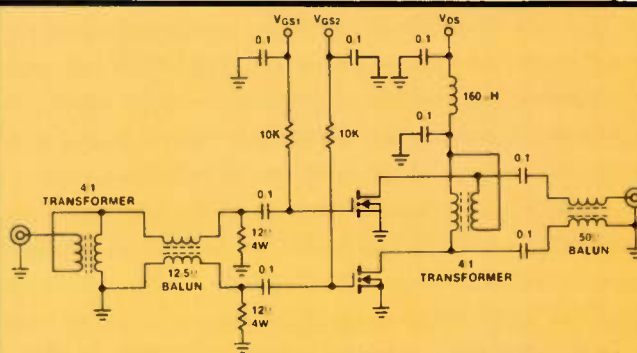 VGS1 VGS2 VDS
0.1 0.1 0.1
160 H
10K 10K 0.1
0.1
4:1
TRANSFORMER
0.1
12
4W
12.5
BALUN
0.1
0.1
50
BALUN
4:1
TRANSFORMER
12
4W